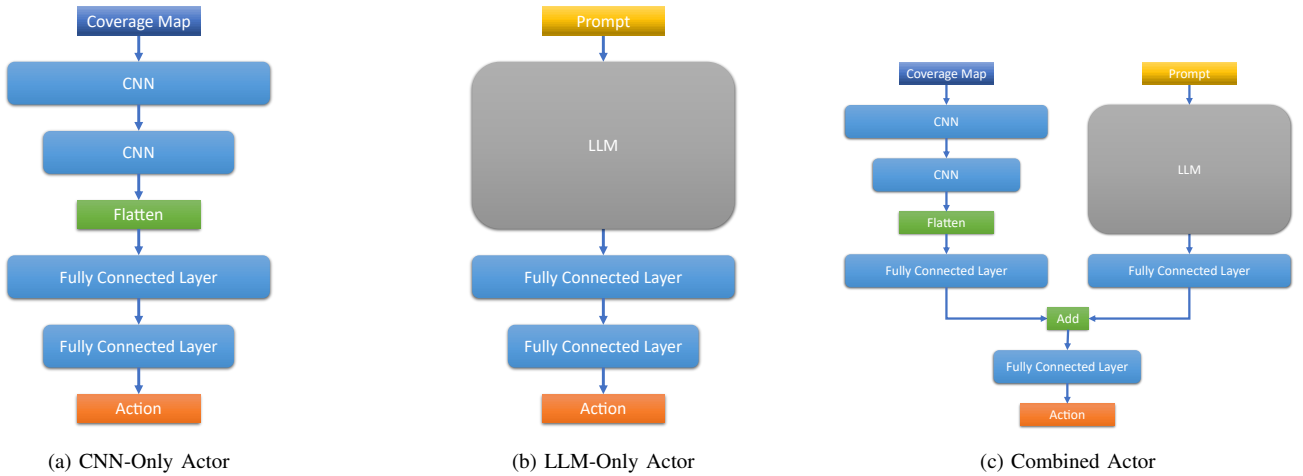 Coverage Map
CNN
CNN
Flatten
Fully Connected Layer
Fully Connected Layer
Action
(a) CNN-Only Actor
Prompt
LLM
Fully Connected Layer
Fully Connected Layer
Action
(b) LLM-Only Actor
Coverage Map
CNN
CNN
Flatten
Fully Connected Layer
Prompt
LLM
Fully Connected Layer
Add
Fully Connected Layer
Action
(c) Combined Actor